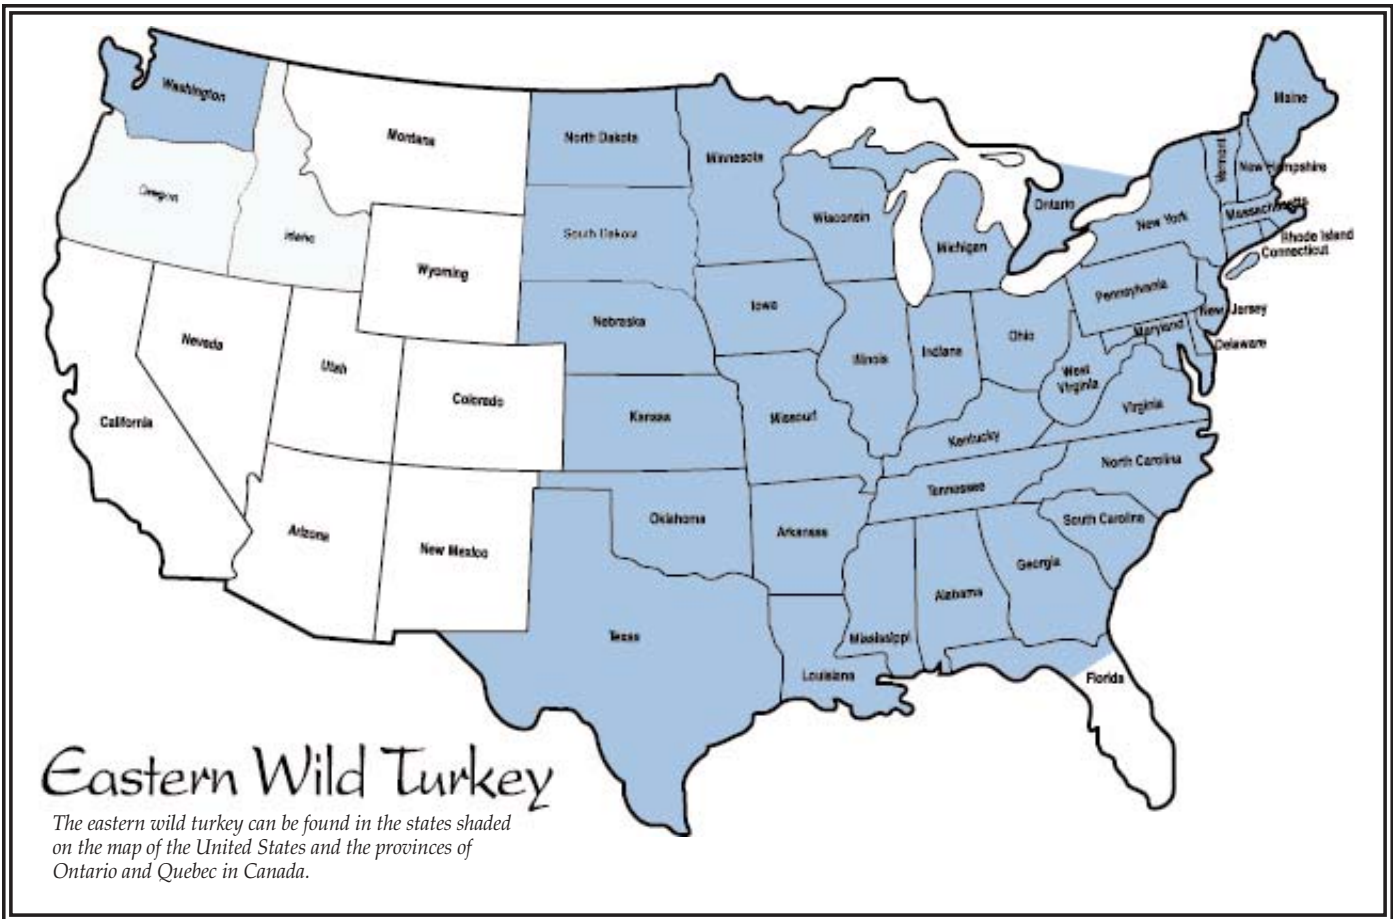 Washington
Montana
North Dakota
Minnesota
Maine
Vermont
New Hampshire
Oregon
Idaho
South Dakota
Wisconsin
Michigan
Ontario
New York
Massachusetts
Rhode Island
Connecticut
Wyoming
Nebraska
Iowa
Pennsylvania
New Jersey
Nevada
Utah
Colorado
Illinois
Indiana
Ohio
Maryland
Delaware
West
Virginia
Virginia
California
Kansas
Missouri
Kentucky
North Carolina
Tennessee
South Carolina
Arizona
New Mexico
Oklahoma
Arkansas
Georgia
Alabama
Mississippi
Texas
Louisiana
Florida
Eastern Wild Turkey
The eastern wild turkey can be found in the states shaded
on the map of the United States and the provinces of
Ontario and Quebec in Canada.